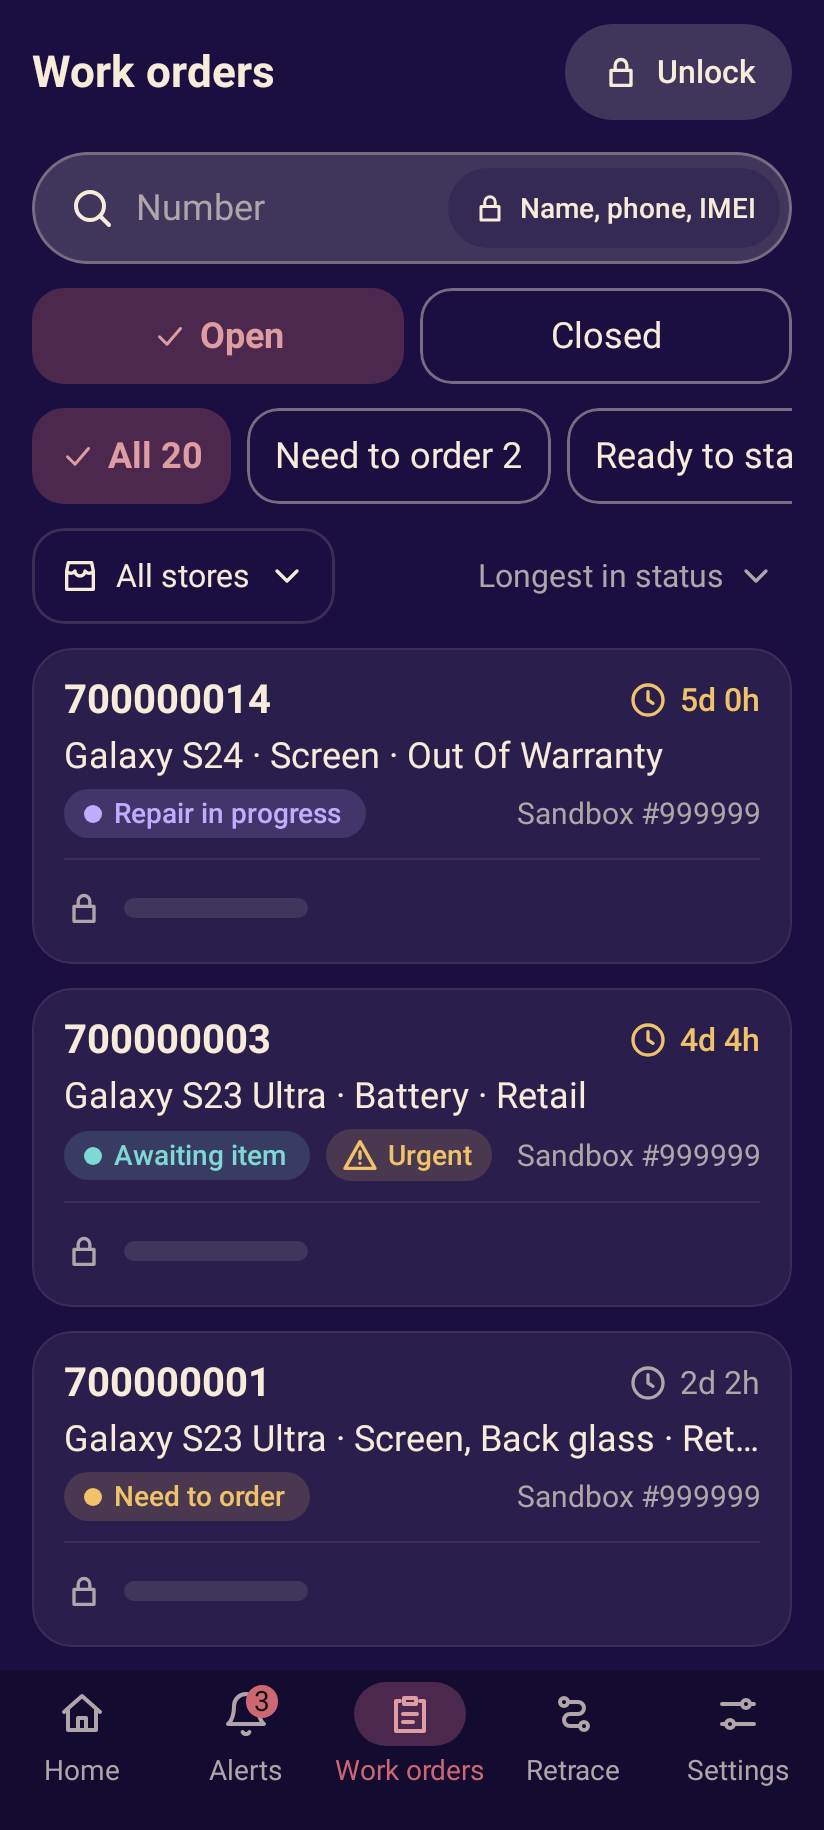 Work orders
Unlock
Number
Name, phone, IMEI
Open
Closed
All 20
Need to order 2
Ready to sta
All stores
Longest in status
700000014
5d 0h
Galaxy S24 · Screen · Out Of Warranty
Repair in progress
Sandbox #999999
700000003
4d 4h
Galaxy S23 Ultra · Battery · Retail
Awaiting item
Urgent
Sandbox #999999
700000001
2d 2h
Galaxy S23 Ultra · Screen, Back glass · Ret...
Need to order
Sandbox #999999
3
Home
Alerts
Work orders
Retrace
Settings